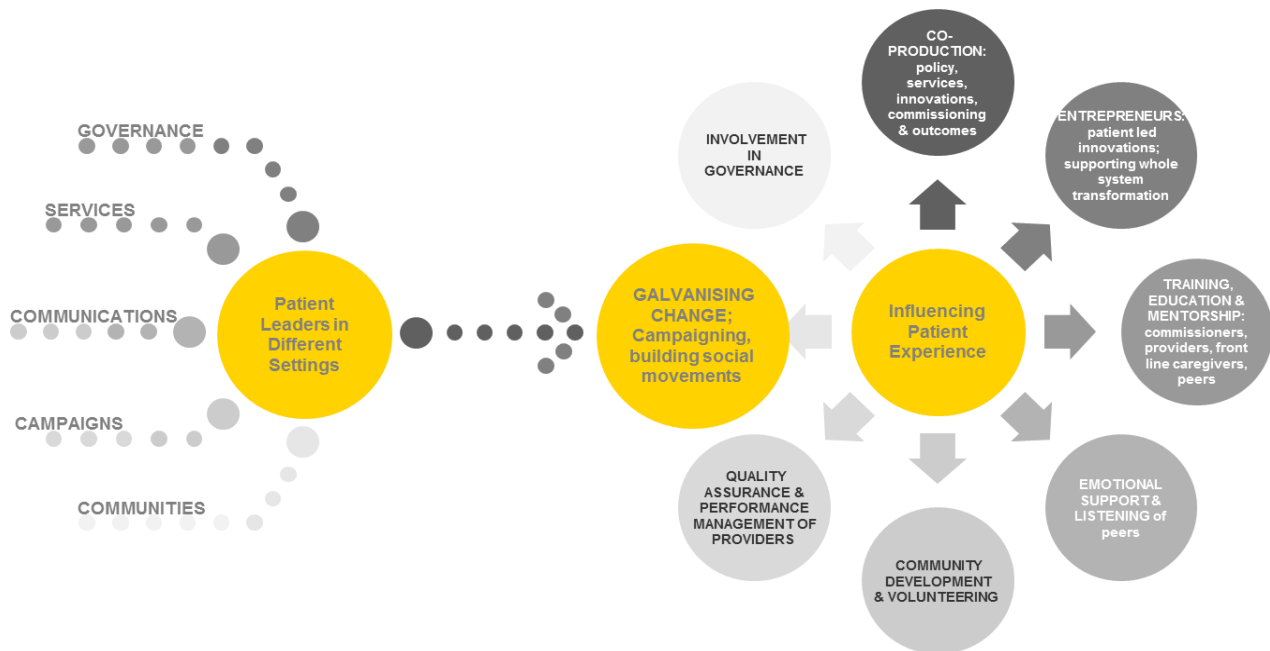 GOVERNANCE
SERVICES
COMMUNICATIONS
CAMPAIGNS
COMMUNITIES
Patient
Leaders in
Different
Settings
GALVANISING
CHANGE;
Campaigning,
building social
movements
Influencing
Patient
Experience
CO-
PRODUCTION:
policy,
services,
innovations,
commissioning
& outcomes
ENTREPRENEURS:
patient led
innovations;
supporting whole
system
transformation
TRAINING,
EDUCATION &
MENTORSHIP:
commissioners,
providers, front
line caregivers,
peers
EMOTIONAL
SUPPORT &
LISTENING of
peers
COMMUNITY
DEVELOPMENT
& VOLUNTEERING
QUALITY
ASSURANCE &
PERFORMANCE
MANAGEMENT OF
PROVIDERS
INVOLVEMENT
IN
GOVERNANCE